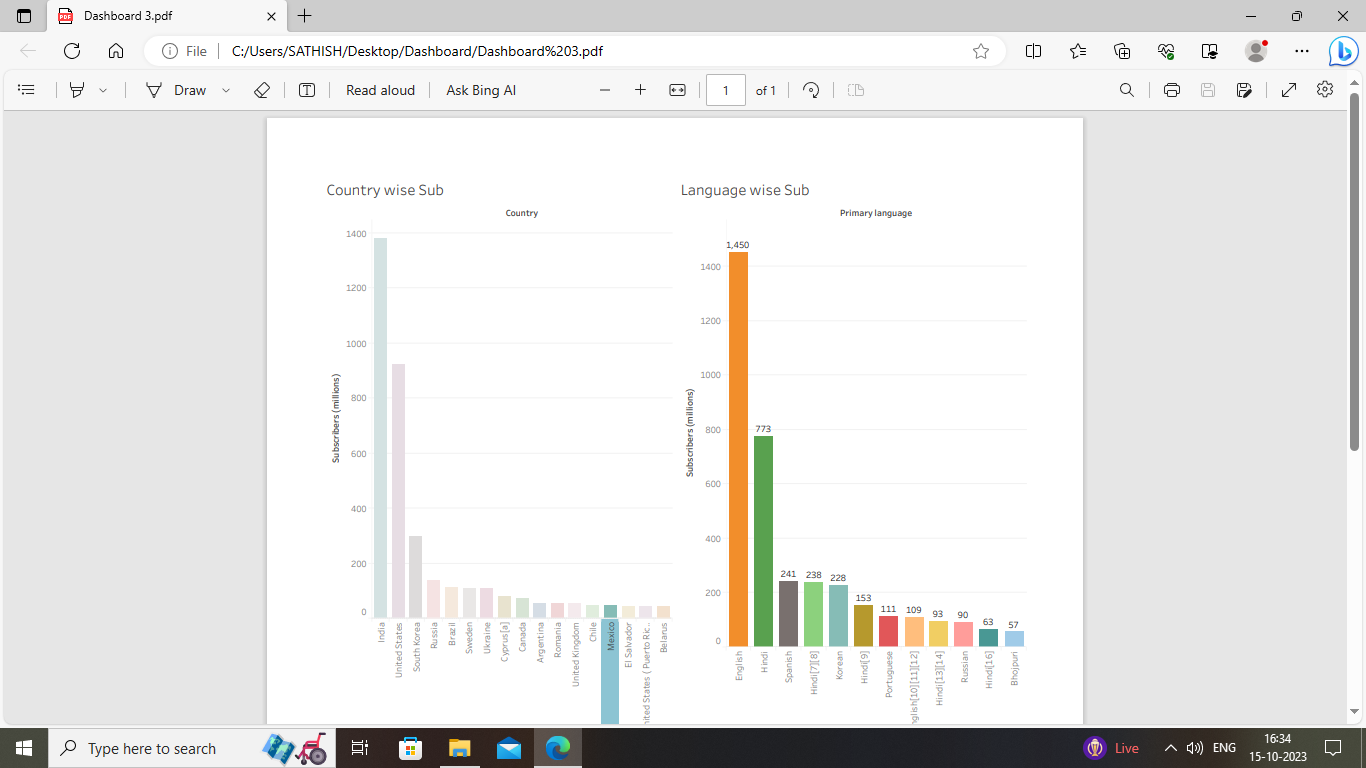 Dashboard 3.pdf
File
C:/Users/SATHISH/Desktop/Dashboard/Dashboard%203.pdf
Draw
Read aloud
Ask Bing AI
1
of 1
Country wise Sub
Country
Subscribers (millions)
1400
1200
1000
800
600
400
200
0
India
United States
South Korea
Russia
Brazil
Sweden
Ukraine
Cyprus[a]
Canada
Argentina
Romania
United Kingdom
Chile
Mexico
El Salvador
nited States ( Puerto Ric..
Belarus
Language wise Sub
Primary language
Subscribers (millions)
1400
1200
1000
800
600
400
200
0
1,450
773
241
238
228
153
111
109
93
90
63
57
English
Hindi
Spanish
Hindi[7][8]
Korean
Hindi[9]
Portuguese
nglish[10][11][12]
Hindi[13][14]
Russian
Hindi[16]
Bhojpuri
Type here to search
Live
ENG
16:34
15-10-2023